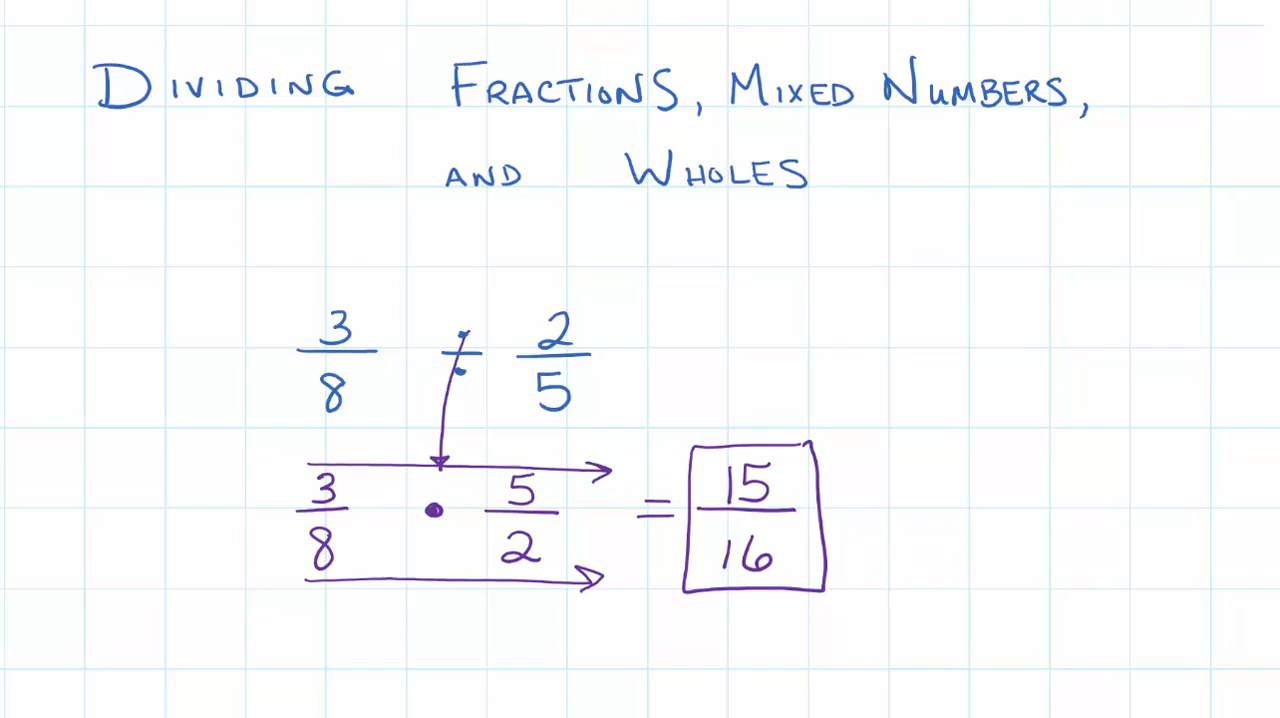 DIVIDING FRACTIONS, MIXED NUMBERS,
AND WHOLES
3/8 ÷ 2/5
3/8 • 5/2 = 15/16